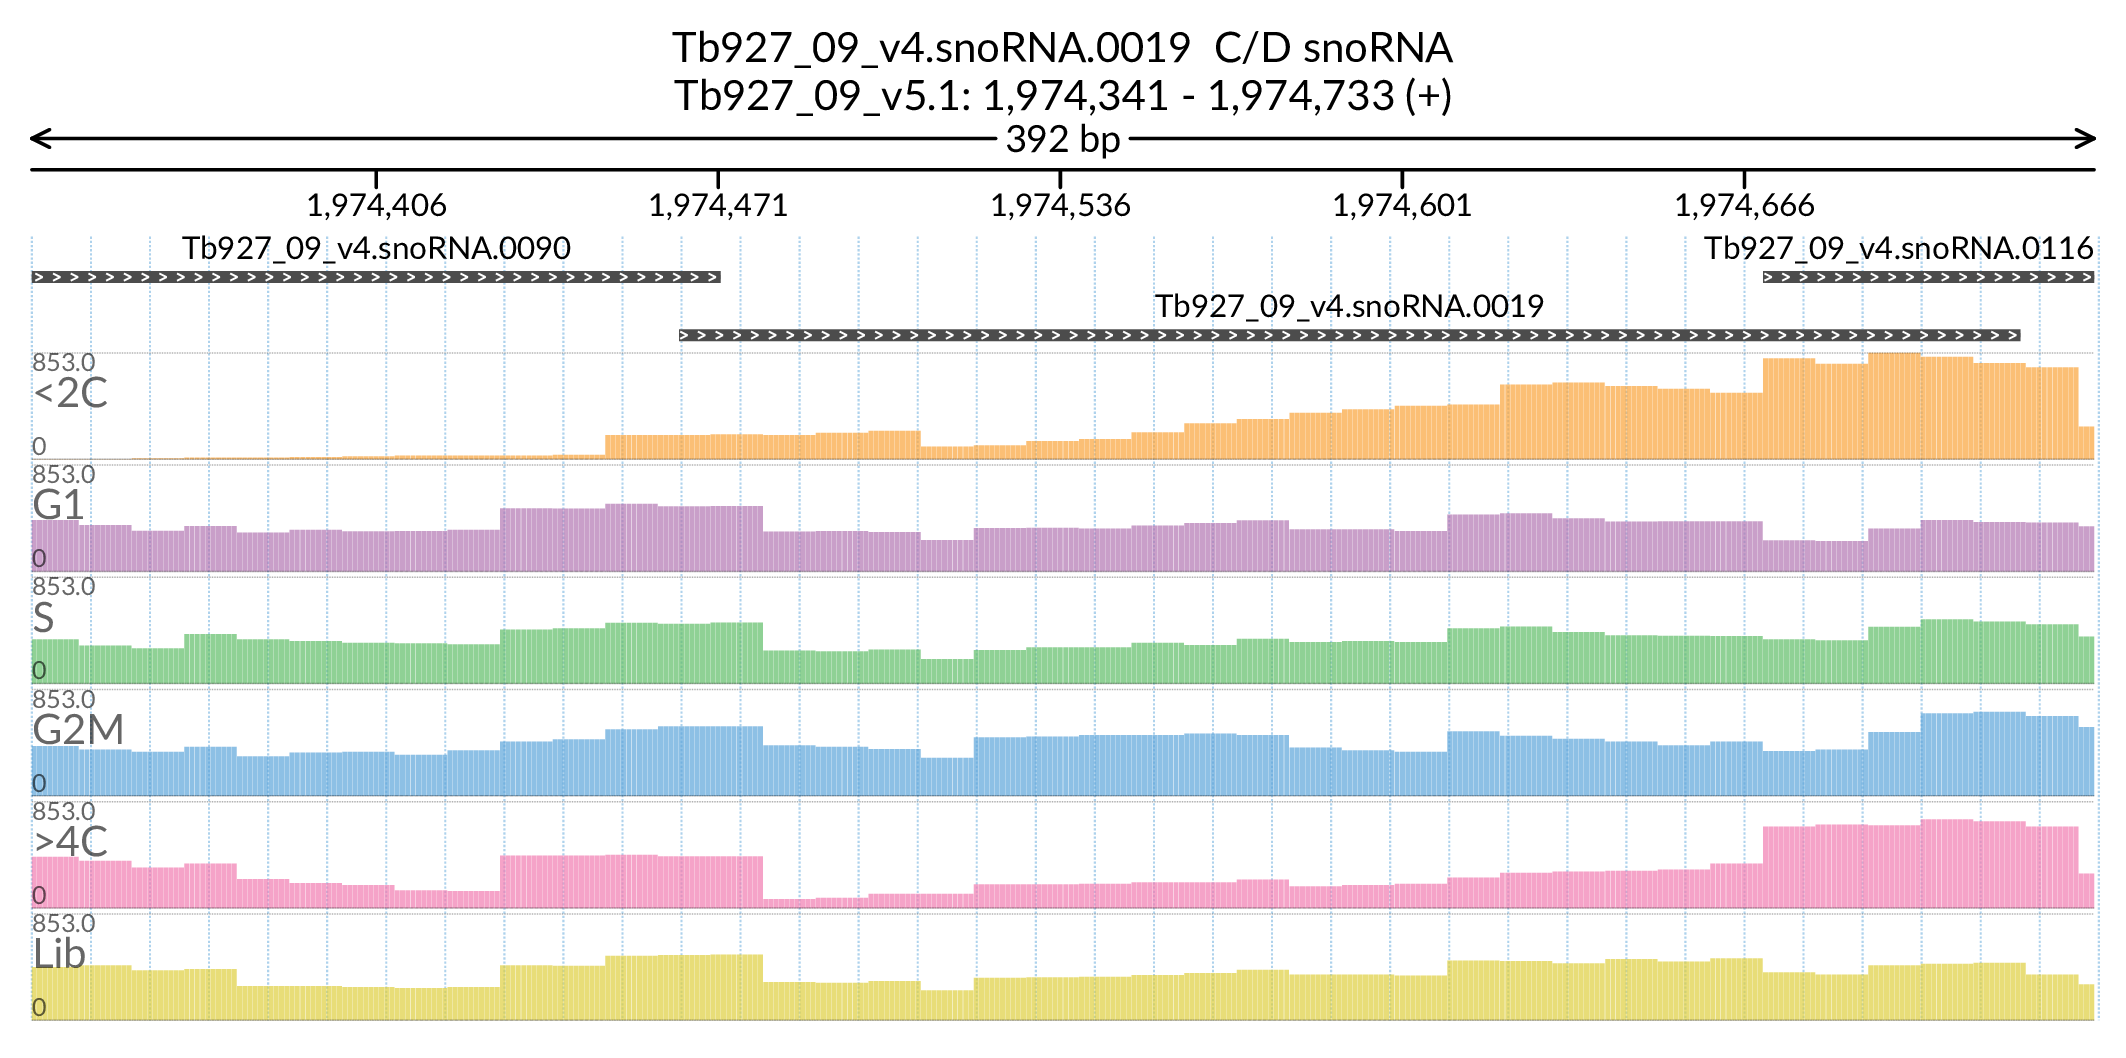 Tb927_09_v4.snoRNA.0019  C/D snoRNA
Tb927_09_v5.1: 1,974,341 - 1,974,733 (+)
392 bp
1,974,406 1,974,471 1,974,536 1,974,601 1,974,666
Tb927_09_v4.snoRNA.0090 Tb927_09_v4.snoRNA.0116
Tb927_09_v4.snoRNA.0019
853.0
<2C
0
853.0
G1
0
853.0
S
0
853.0
G2M
0
853.0
>4C
0
853.0
Lib
0